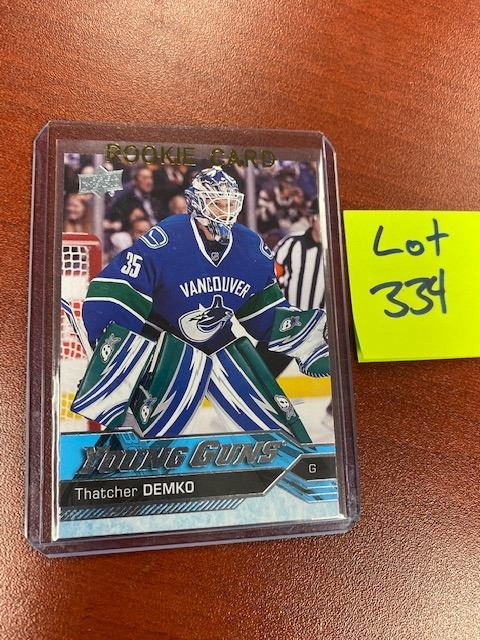 ROOKIE CARD
35
VANCOUVER
YOUNG GUNS
Thatcher DEMKO
G
Lot
334